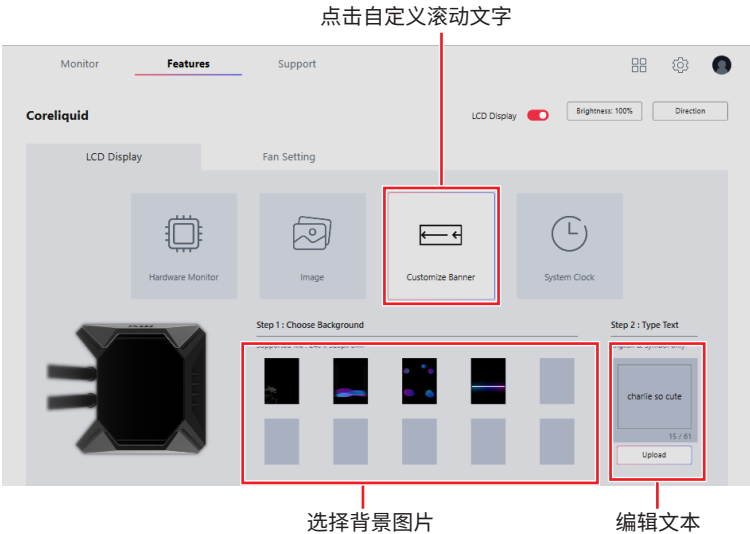 点击自定义滚动文字
Monitor Features Support
Coreliquid
LCD Display
Brightness: 100%
Direction
LCD Display Fan Setting
Hardware Monitor
Image
Customize Banner
System Clock
Step 1 : Choose Background
Step 2 : Type Text
charlie so cute
15 / 61
Upload
选择背景图片
编辑文本